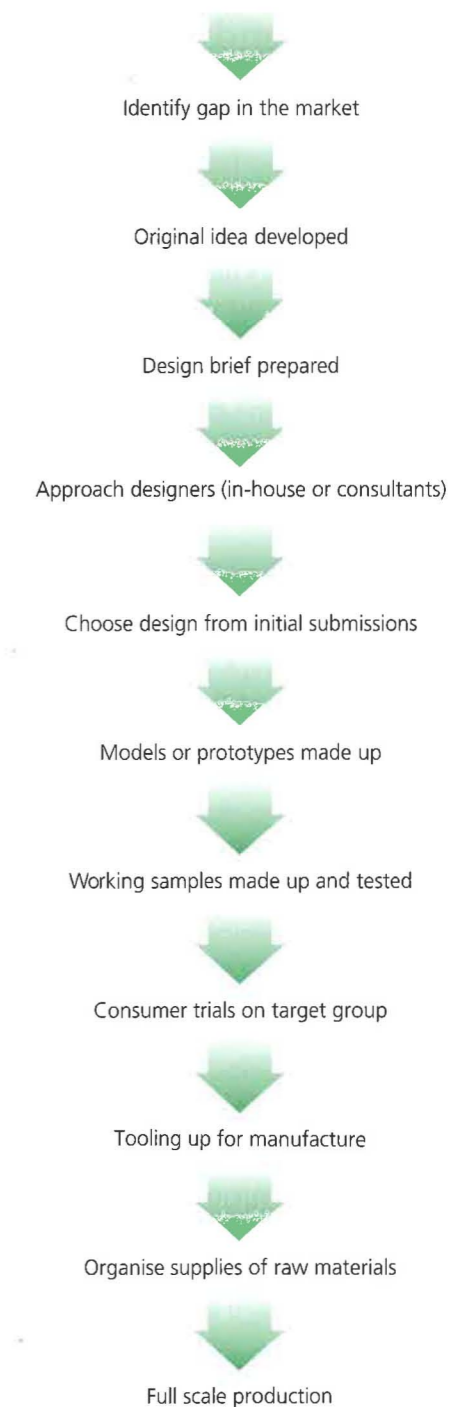 Identify gap in the market
Original idea developed
Design brief prepared
Approach designers (in-house or consultants)
Choose design from initial submissions
Models or prototypes made up
Working samples made up and tested
Consumer trials on target group
Tooling up for manufacture
Organise supplies of raw materials
Full scale production